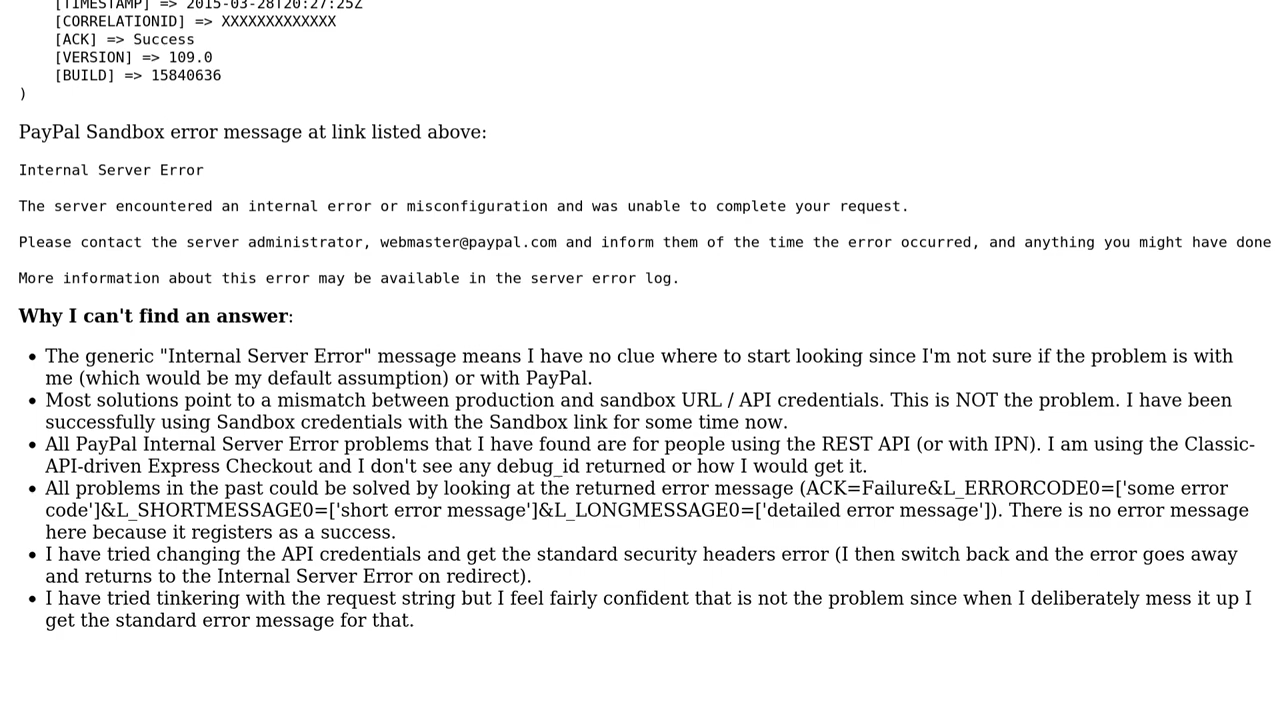 [TIMESTAMP] => 2015-03-28T20:27:25Z
[CORRELATIONID] => XXXXXXXXXXXXX
[ACK] => Success
[VERSION] => 109.0
[BUILD] => 15840636
)
PayPal Sandbox error message at link listed above:
Internal Server Error
The server encountered an internal error or misconfiguration and was unable to complete your request.
Please contact the server administrator, webmaster@paypal.com and inform them of the time the error occurred, and anything you might have done
More information about this error may be available in the server error log.
Why I can't find an answer:
• The generic "Internal Server Error" message means I have no clue where to start looking since I'm not sure if the problem is with
me (which would be my default assumption) or with PayPal.
• Most solutions point to a mismatch between production and sandbox URL / API credentials. This is NOT the problem. I have been
successfully using Sandbox credentials with the Sandbox link for some time now.
• All PayPal Internal Server Error problems that I have found are for people using the REST API (or with IPN). I am using the Classic-
API-driven Express Checkout and I don't see any debug_id returned or how I would get it.
• All problems in the past could be solved by looking at the returned error message (ACK=Failure&L_ERRORCODE0=['some error
code']&L_SHORTMESSAGE0=['short error message']&L_LONGMESSAGE0=['detailed error message']). There is no error message
here because it registers as a success.
• I have tried changing the API credentials and get the standard security headers error (I then switch back and the error goes away
and returns to the Internal Server Error on redirect).
• I have tried tinkering with the request string but I feel fairly confident that is not the problem since when I deliberately mess it up I
get the standard error message for that.